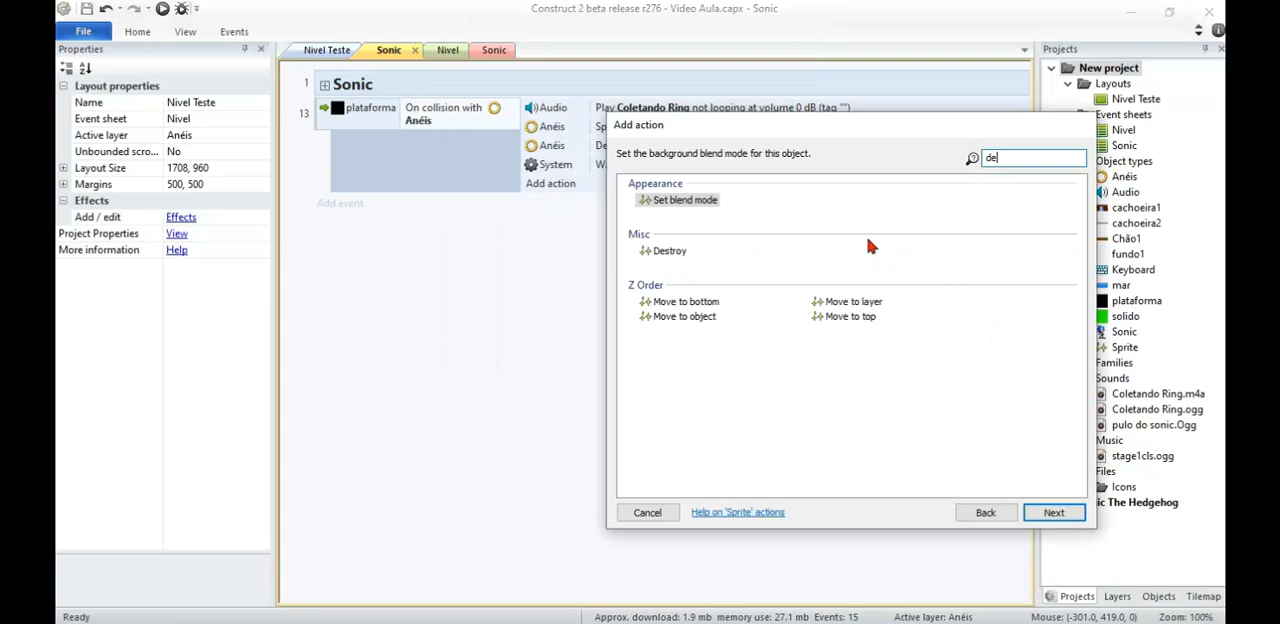 Construct 2 beta release r276 - Video Aula.capx - Sonic
File Home View Events
Properties
Layout properties
Name Nivel Teste
Event sheet Nivel
Active layer Anéis
Unbounded scro... No
Layout Size 1708, 960
Margins 500, 500
Effects
Add / edit Effects
Project Properties View
More information Help
Nivel Teste Sonic Nivel Sonic
1 Sonic
13 plataforma On collision with Anéis
Audio Play Coletando Ring not looping at volume 0 dB (tag "")
Anéis Sp
Anéis De
System W
Add action
Add event
Add action
Set the background blend mode for this object.
de
Appearance
Set blend mode
Misc
Destroy
Z Order
Move to bottom Move to layer
Move to object Move to top
Cancel Help on 'Sprite' actions Back Next
Projects
New project
Layouts
Nivel Teste
Event sheets
Nivel
Sonic
Object types
Anéis
Audio
cachoeira1
cachoeira2
Chão1
fundo1
Keyboard
mar
plataforma
solido
Sonic
Sprite
Families
Sounds
Coletando Ring.m4a
Coletando Ring.ogg
pulo do sonic.Ogg
Music
stage1cls.ogg
Files
Icons
ic The Hedgehog
Projects Layers Objects Tilemap
Ready Approx. download: 1.9 mb memory use: 27.1 mb Events: 15 Active layer: Anéis Mouse: (-301.0, 419.0, 0) Zoom: 100%